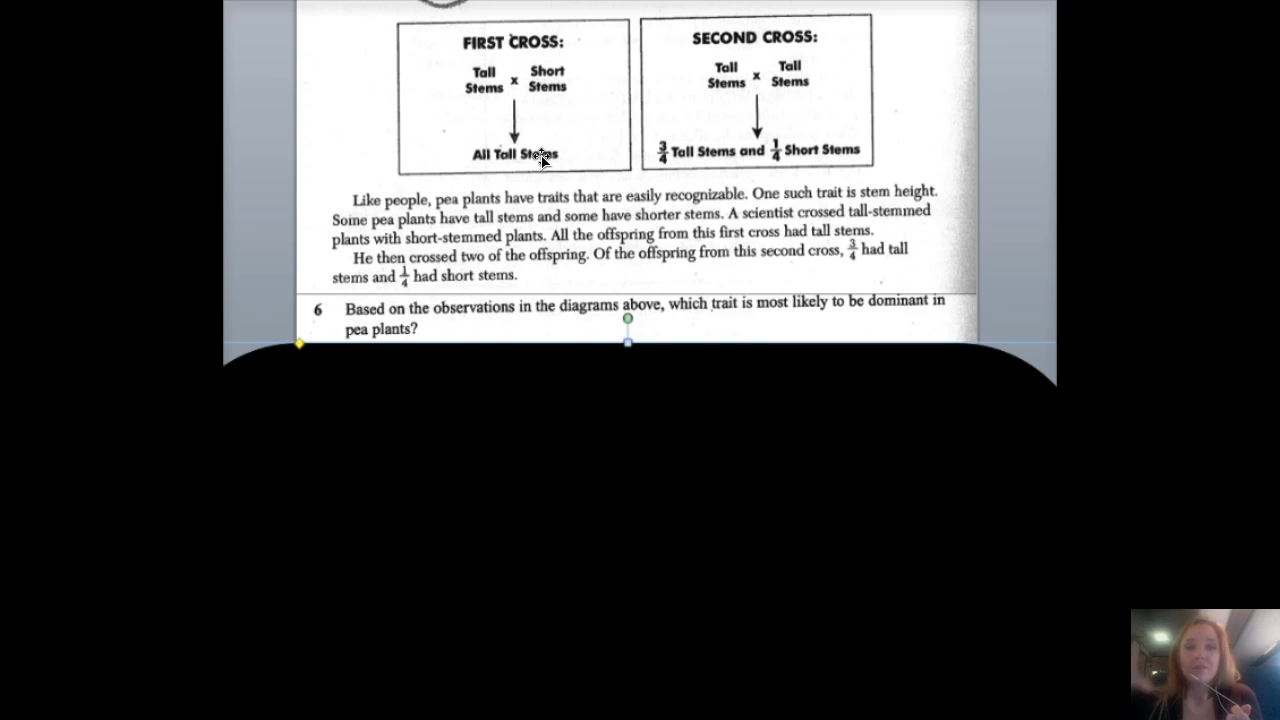 FIRST CROSS:
Tall Short
Stems x Stems
All Tall Stems
SECOND CROSS:
Tall Tall
Stems x Stems
3/4 Tall Stems and 1/4 Short Stems
Like people, pea plants have traits that are easily recognizable. One such trait is stem height.
Some pea plants have tall stems and some have shorter stems. A scientist crossed tall-stemmed
plants with short-stemmed plants. All the offspring from this first cross had tall stems.
He then crossed two of the offspring. Of the offspring from this second cross, 3/4 had tall
stems and 1/4 had short stems.
6 Based on the observations in the diagrams above, which trait is most likely to be dominant in
pea plants?